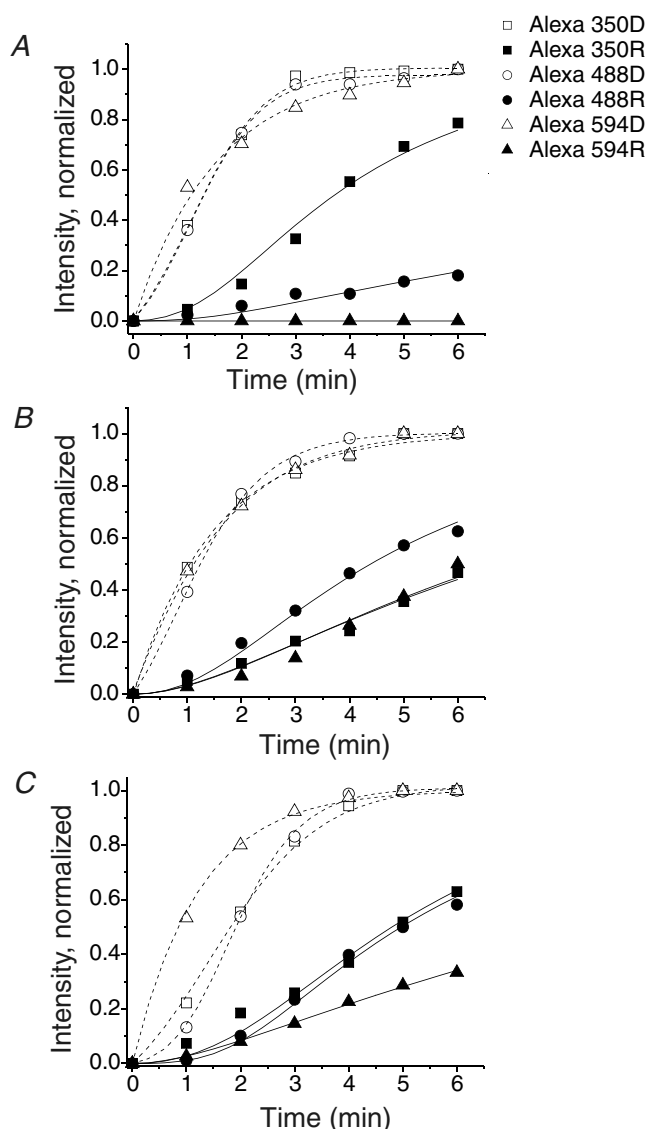 A
Alexa 350D
Alexa 350R
Alexa 488D
Alexa 488R
Alexa 594D
Alexa 594R
Intensity, normalized
1.0
0.8
0.6
0.4
0.2
0.0
0 1 2 3 4 5 6
Time (min)
B
Intensity, normalized
1.0
0.8
0.6
0.4
0.2
0.0
0 1 2 3 4 5 6
Time (min)
C
Intensity, normalized
1.0
0.8
0.6
0.4
0.2
0.0
0 1 2 3 4 5 6
Time (min)